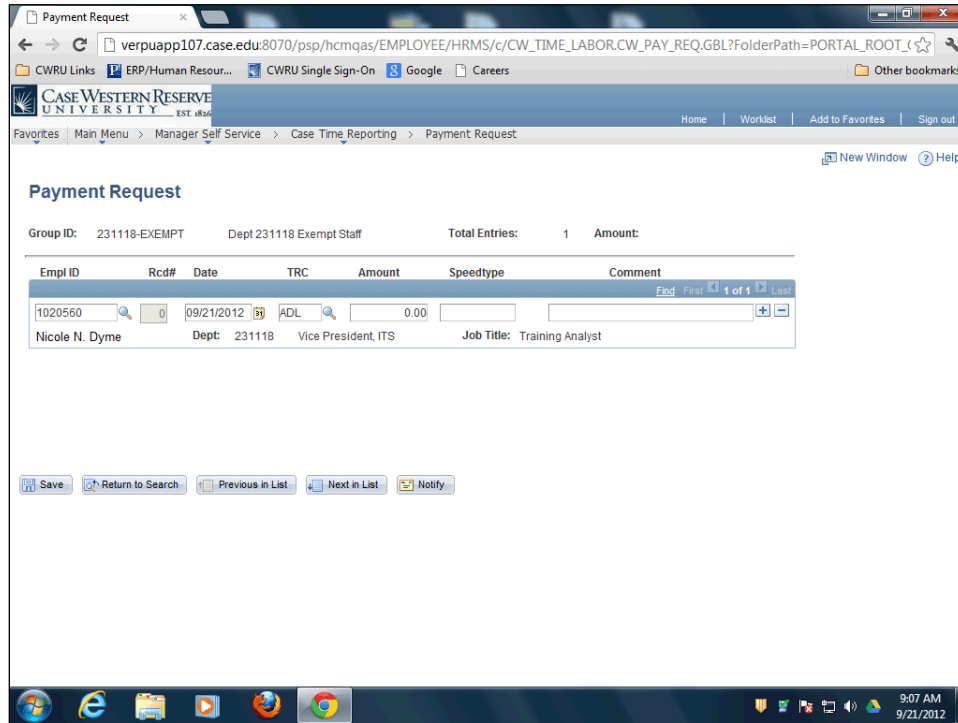 Payment Request
verpuapp107.case.edu:8070/psp/hcmqas/EMPLOYEE/HRMS/c/CW_TIME_LABOR.CW_PAY_REQ.GBL?FolderPath=PORTAL_ROOT_
CWRU Links ERP/Human Resour... CWRU Single Sign-On Google Careers Other bookmarks
CASE WESTERN RESERVE
UNIVERSITY EST. 1826
Home | Worklist | Add to Favorites | Sign out
Favorites Main Menu > Manager Self Service > Case Time Reporting > Payment Request
New Window Help
Payment Request
Group ID: 231118-EXEMPT Dept 231118 Exempt Staff Total Entries: 1 Amount:
Empl ID Rcd# Date TRC Amount Speedtype Comment
Find First 1 of 1 Last
1020560 0 09/21/2012 31 ADL 0.00
Nicole N. Dyme Dept: 231118 Vice President, ITS Job Title: Training Analyst
Save Return to Search Previous in List Next in List Notify
9:07 AM
9/21/2012